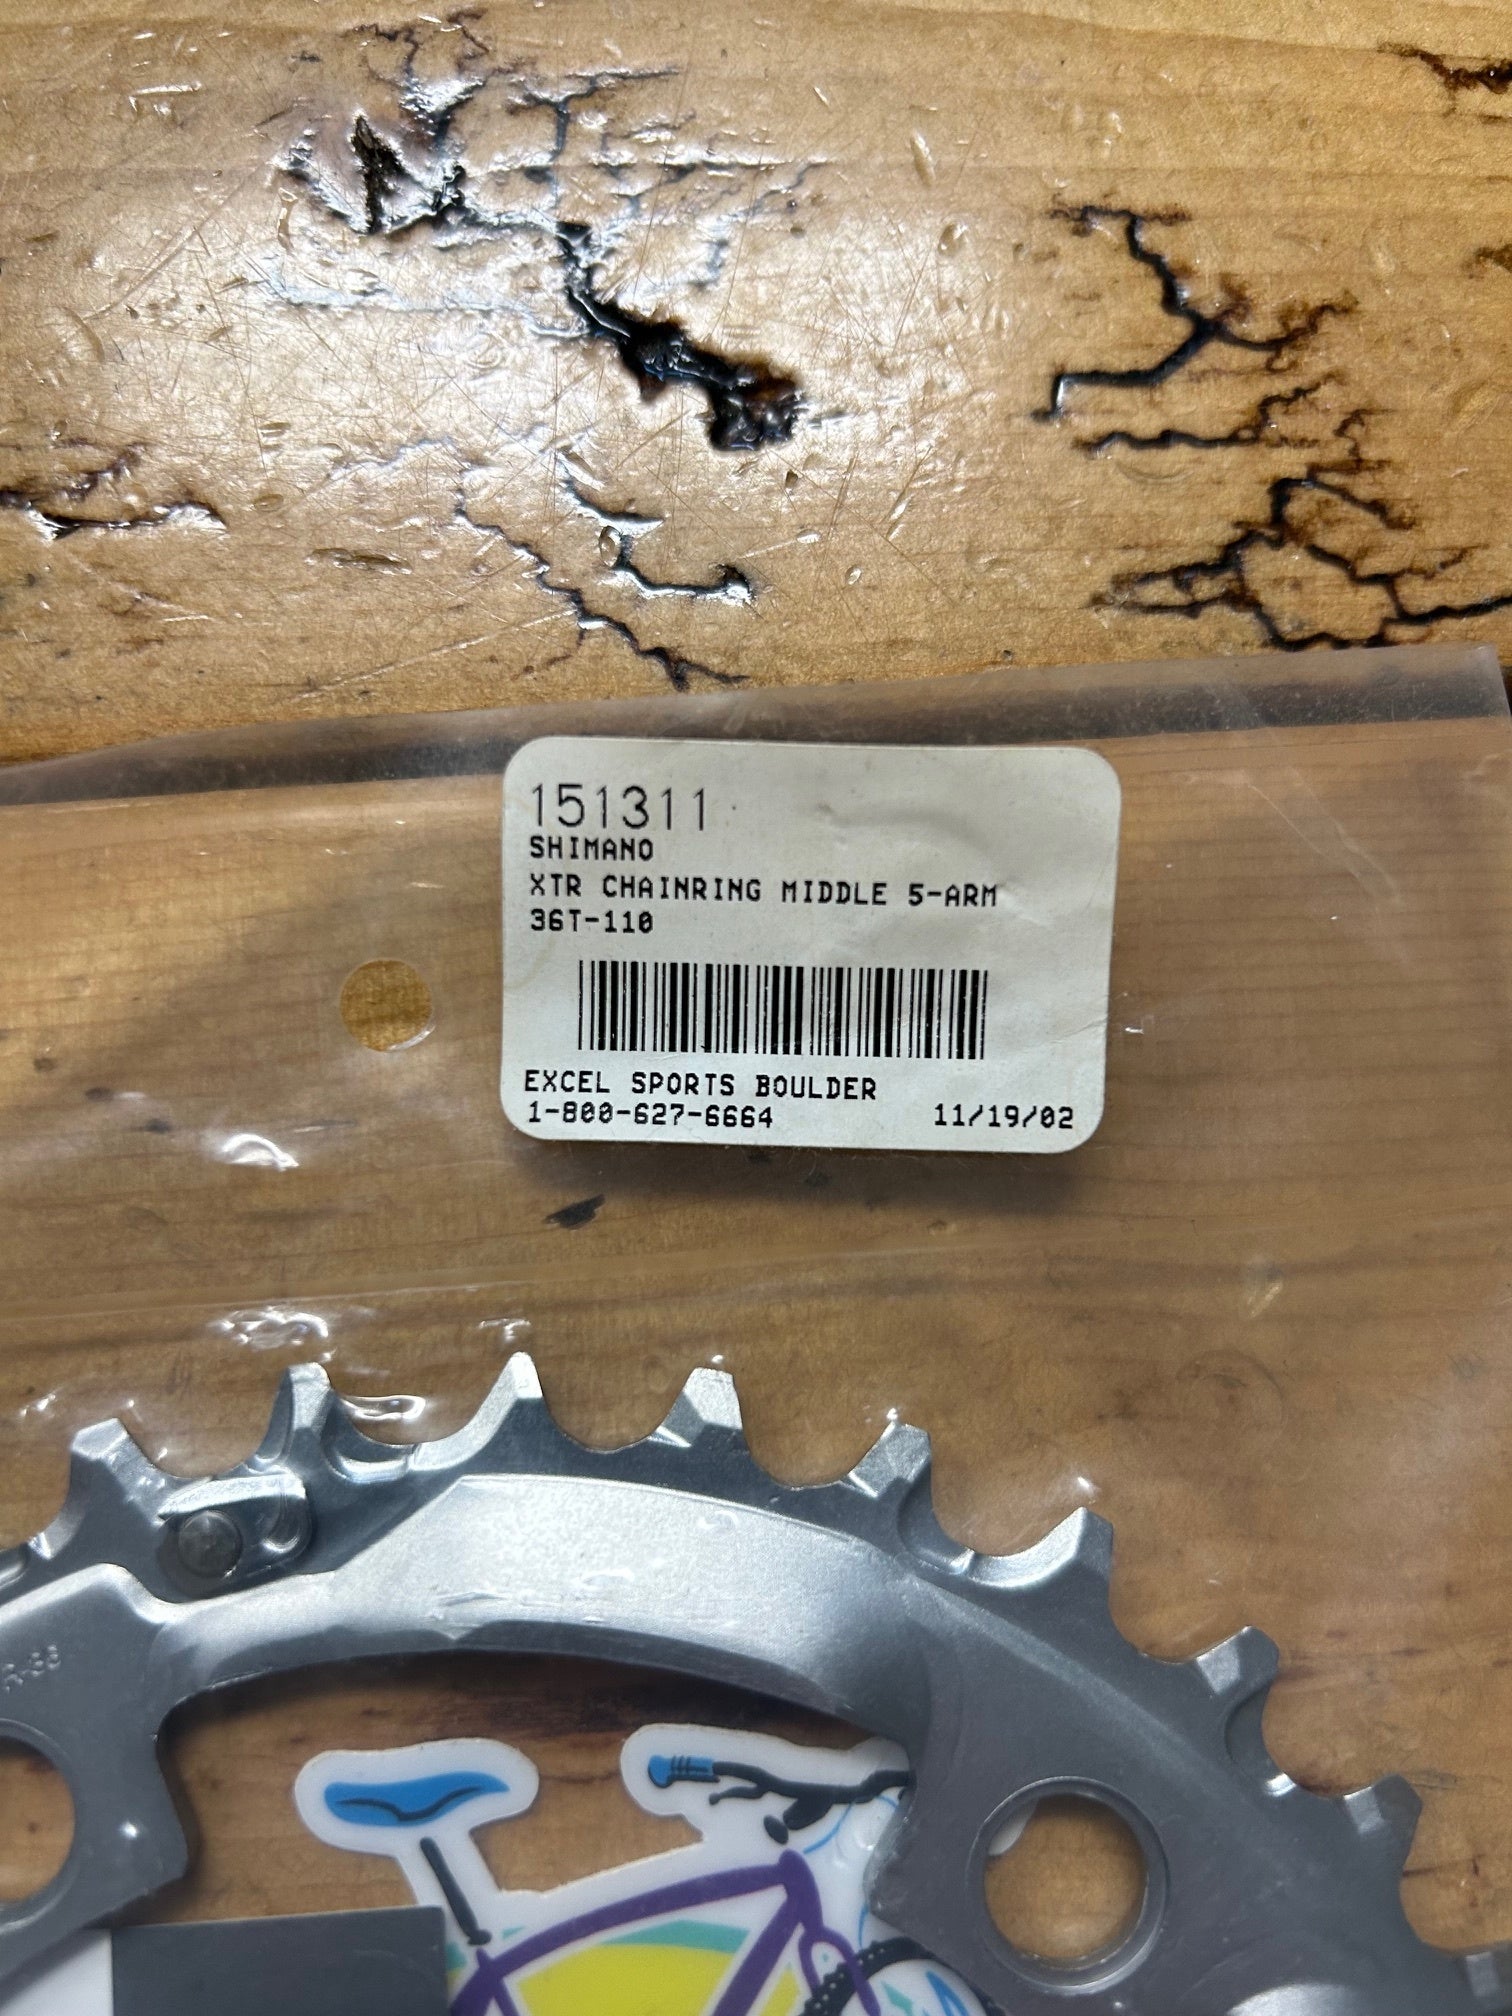 151311
SHIMANO
XTR CHAINRING MIDDLE 5-ARM
36T-110
EXCEL SPORTS BOULDER
1-800-627-6664 11/19/02